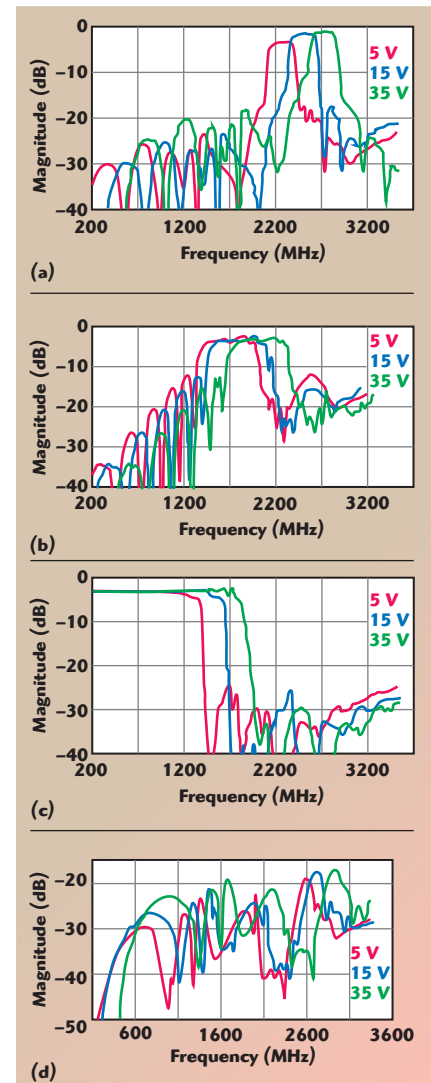 0
−10
−20
−30
−40
Magnitude (dB)
5 V
15 V
35 V
200 1200 2200 3200
Frequency (MHz)
(a)
0
−10
−20
−30
−40
Magnitude (dB)
5 V
15 V
35 V
200 1200 2200 3200
Frequency (MHz)
(b)
0
−10
−20
−30
−40
Magnitude (dB)
5 V
15 V
35 V
200 1200 2200 3200
Frequency (MHz)
(c)
−20
−30
−40
−50
Magnitude (dB)
5 V
15 V
35 V
600 1600 2600 3600
Frequency (MHz)
(d)